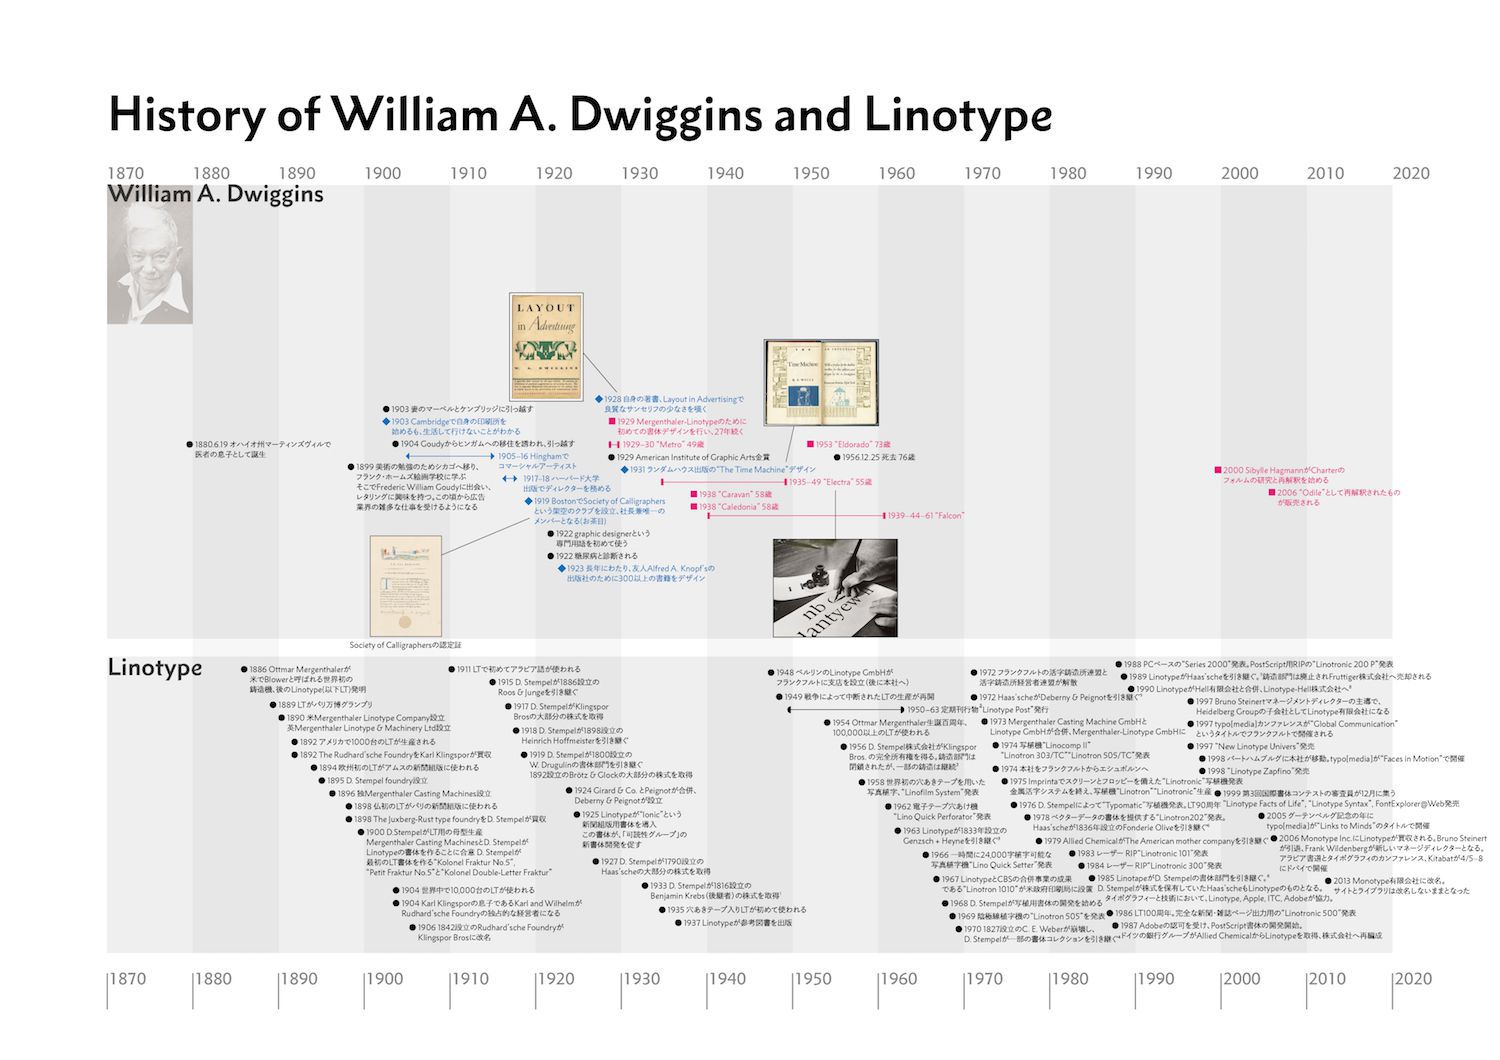 History of William A. Dwiggins and Linotype
1870 1880 1890 1900 1910 1920 1930 1940 1950 1960 1970 1980 1990 2000 2010 2020
William A. Dwiggins
LAYOUT
in Advertising
W. A. DWIGGINS
Time Machine
1928 自身の著書、Layout in Advertisingで
良質なサンセリフの少なさを嘆く
1903 妻のマーベルとケンブリッジに引っ越す
1903 Cambridgeで自身の印刷所を
始めるも、生活して行けないことがわかる
1929 Mergenthaler-Linotypeのために
初めての書体デザインを行い、27年続く
1880.6.19 オハイオ州マーティンズヴィルで
医者の息子として誕生
1904 Goudyからヒンガムへの移住を誘われ、引っ越す
1929–30 “Metro” 49歳
1953 “Eldorado” 73歳
1905–16 Hinghamで
コマーシャルアーティスト
1929 American Institute of Graphic Arts金賞
1956.12.25 死去 76歳
1899 美術の勉強のためシカゴへ移り、
フランク・ホームズ絵画学校に学ぶ
そこでFrederic William Goudyに出会い、
レタリングに興味を持つ。この頃から広告
業界の雑多な仕事を受けるようになる
1931 ランダムハウス出版の“The Time Machine”デザイン
2000 Sibylle HagmannがCharterの
フォルムの研究と再解釈を始める
1917–18 ハーバード大学
出版でディレクターを務める
1935–49 “Electra” 55歳
2006 “Odile”として再解釈されたもの
が販売される
1938 “Caravan” 58歳
1919 BostonでSociety of Calligraphers
という架空のクラブを設立、社長兼唯一の
メンバーとなる(お茶目)
1938 “Caledonia” 58歳
1939–44–61 “Falcon”
1922 graphic designerという
専門用語を初めて使う
1922 糖尿病と診断される
1923 長年にわたり、友人Alfred A. Knopf'sの
出版社のために300以上の書籍をデザイン
Society of Calligraphersの認定証
Linotype
1886 Ottmar Mergenthalerが
米でBlowerと呼ばれる世界初の
鋳造機、後のLinotype(以下LT)発明
1889 LTがパリ万博グランプリ
1890 米Mergenthaler Linotype Company設立
英Mergenthaler Linotype & Machinery Ltd設立
1892 アメリカで1000台のLTが生産される
1892 The Rudhard'sche FoundryをKarl Klingsporが買収
1894 欧州初のLTがアムスの新聞組版に使われる
1895 D. Stempel foundry設立
1896 独Mergenthaler Casting Machines設立
1898 仏初のLTがパリの新聞組版に使われる
1898 The Juxberg-Rust type foundryをD. Stempelが買収
1900 D.StempelがLT用の母型生産
Mergenthaler Casting MachinesとD. Stempelが
Linotypeの書体を作ることに合意 D. Stempelが
最初のLT書体を作る“Kolonel Fraktur No.5”,
“Petit Fraktur No.5”と“Kolonel Double-Letter Fraktur”
1904 世界中で10,000台のLTが使われる
1904 Karl Klingsporの息子であるKarl and Wilhelmが
Rudhard'sche Foundryの独占的な経営者になる
1906 1842設立のRudhard'sche Foundryが
Klingspor Brosに改名
1911 LTで初めてアラビア語が使われる
1915 D. Stempelが1886設立の
Roos & Jungeを引き継ぐ
1917 D. StempelがKlingspor
Brosの大部分の株式を取得
1918 D. Stempelが1898設立の
Heinrich Hoffmeisterを引き継ぐ
1919 D. Stempelが1800設立の
W. Drugulinの書体部門を引き継ぐ
1892設立のBrötz & Glockの大部分の株式を取得
1924 Girard & Co. とPeignotが合併、
Deberny & Peignotが設立
1925 Linotypeが“Ionic”という
新聞組版用書体を導入
この書体が、「可読性グループ」の
新書体開発を促す
1927 D. Stempelが1790設立の
Haas'scheの大部分の株式を取得
1933 D. Stempelが1816設立の
Benjamin Krebs (後継者)の株式を取得¹
1935 穴あきテープ入りLTが初めて使われる
1937 Linotypeが参考図書を出版
1948 ベルリンのLinotype GmbHが
フランクフルトに支店を設立(後に本社へ)
1949 戦争によって中断されたLTの生産が再開
1950–63 定期刊行物“Linotype Post”発行
1954 Ottmar Mergenthaler生誕百周年、
100,000以上のLTが使われる
1956 D. Stempel株式会社がKlingspor
Bros. の完全所有権を得る。鋳造部門は
閉鎖されたが、一部の鋳造は継続³
1958 世界初の穴あきテープを用いた
写真植字、“Linofilm System”発表
1962 電子テープ穴あけ機
“Lino Quick Perforator”発表
1963 Linotypeが1833年設立の
Genzsch + Heyneを引き継ぐ³
1966 一時間に24,000字植字可能な
写真植字機“Lino Quick Setter”発表
1967 LinotypeとCBSの合併事業の成果
である“Linotron 1010”が米政府印刷局に設置
1968 D. Stempelが写植用書体の開発を始める
1969 陰極線植字機の“Linotron 505”を発表
1970 1827設立のC. E. Weberが崩壊し、
D. Stempelが一部の書体コレクションを引き継ぐ⁴
1972 フランクフルトの活字鋳造所連盟と
活字鋳造所経営者連盟が解散
1972 Haas'scheがDeberny & Peignotを引き継ぐ⁵
1973 Mergenthaler Casting Machine GmbHと
Linotype GmbHが合併、Mergenthaler-Linotype GmbHに
1974 写植機“Linocomp II”
“Linotron 303/TC”“Linotron 505/TC”発表
1974 本社をフランクフルトからエシュボルンへ
1975 Imprintaでスクリーンとフロッピーを備えた“Linotronic”写植機発表
金属活字システムを終え、写植機“Linotron”“Linotronic”生産
1976 D. Stempelによって“Typomatic”写植機発表。LT90周年
1978 ベクターデータの書体を提供する“Linotron202”発表。
Haas'scheが1836年設立のFonderie Oliveを引き継ぐ⁶
1979 Allied ChemicalがThe American mother companyを引き継ぐ
1983 レーザー RIP“Linotronic 101”発表
1984 レーザー RIP“Linotronic 300”発表
1985 LinotapeがD. Stempelの書体部門を引き継ぐ。⁶
D. Stempelが株式を保有していたHaas'scheもLinotypeのものとなる。
タイポグラフィーと技術において、Linotype, Apple, ITC, Adobeが協力。
1986 LT100周年。完全な新聞・雑誌ページ出力用の“Linotronic 500”発表
1987 Adobeの認可を受け、PostScript書体の開発開始。
ドイツの銀行グループがAllied ChemicalからLinotypeを取得、株式会社へ再編成
1988 PCベースの“Series 2000”発表。PostScript用RIPの“Linotronic 200 P”発表
1989 LinotypeがHaas'scheを引き継ぐ。⁷鋳造部門は廃止されFruttiger株式会社へ売却される
1990 LinotypeがHell有限会社と合併、Linotype-Hell株式会社へ⁸
1997 Bruno Steinertマネージメントディレクターの主導で、
Heidelberg Groupの子会社としてLinotype有限会社になる
1997 typo[media]カンファレンスが“Global Communication”
というタイトルでフランクフルトで開催される
1997 “New Linotype Univers”発売
1998 バートハムブルグに本社が移動。typo[media]が“Faces in Motion”で開催
1998 “Linotype Zapfino”発売
1999 第3回国際書体コンテストの審査員が12月に集う
“Linotype Facts of Life”, “Linotype Syntax”, FontExplorer@Web発売
2005 グーテンベルグ記念の年に
typo[media]が“Links to Minds”のタイトルで開催
2006 Monotype Inc.にLinotypeが買収される。Bruno Steinert
が引退、Frank Wildenbergが新しいマネージメントディレクターとなる。
アラビア書道とタイポグラフィのカンファレンス、Kitabatが4/5–8
にドバイで開催
2013 Monotype有限会社に改名。
サイトとライブラリは改名しないままとなった
1870 1880 1890 1900 1910 1920 1930 1940 1950 1960 1970 1980 1990 2000 2010 2020